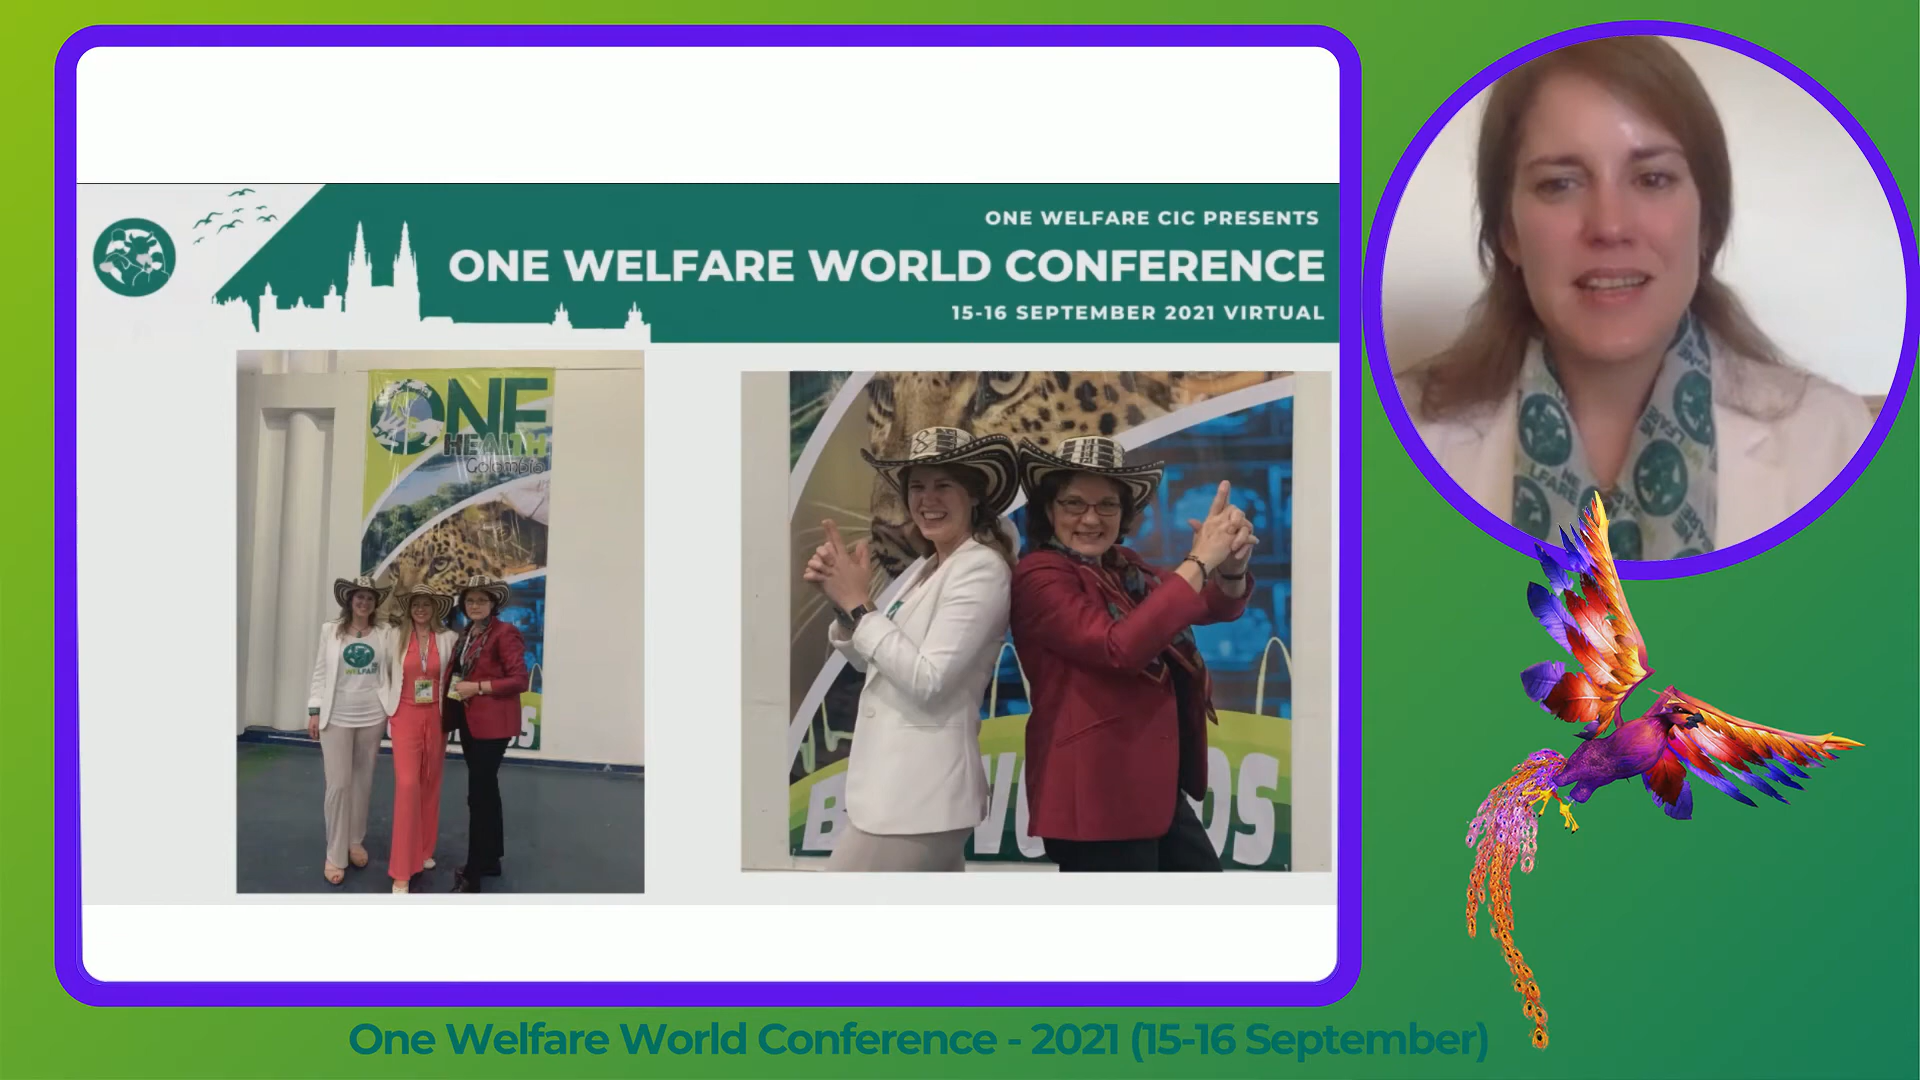 ONE WELFARE CIC PRESENTS
ONE WELFARE WORLD CONFERENCE
15-16 SEPTEMBER 2021 VIRTUAL
ONE
HEALTH
Colombia
WELFARE
One Welfare World Conference - 2021 (15-16 September)